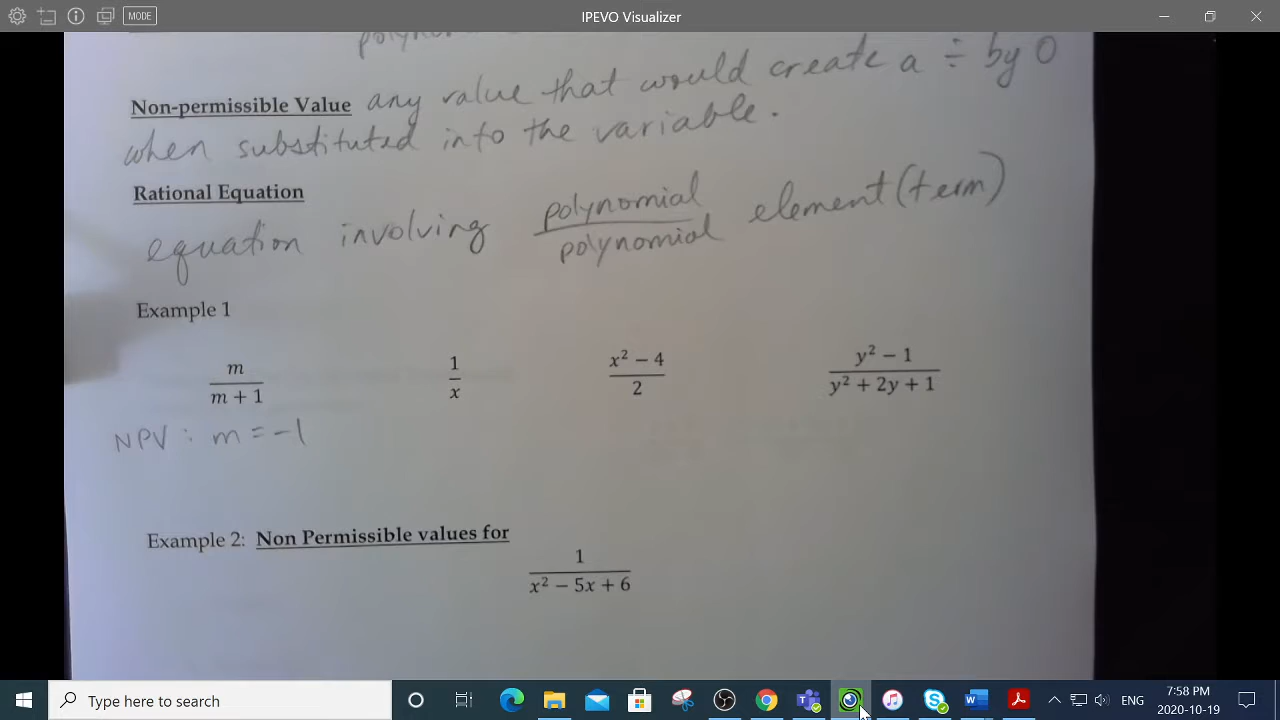 MODE
IPEVO Visualizer
Non-permissible Value any value that would create a ÷ by 0
when substituted into the variable.
Rational Equation
equation involving polynomial/polynomial element (term)
Example 1
m/(m + 1)
1/x
(x² − 4)/2
(y² − 1)/(y² + 2y + 1)
NPV : m = -1
Example 2: Non Permissible values for
1/(x² − 5x + 6)
Type here to search
ENG
7:58 PM
2020-10-19